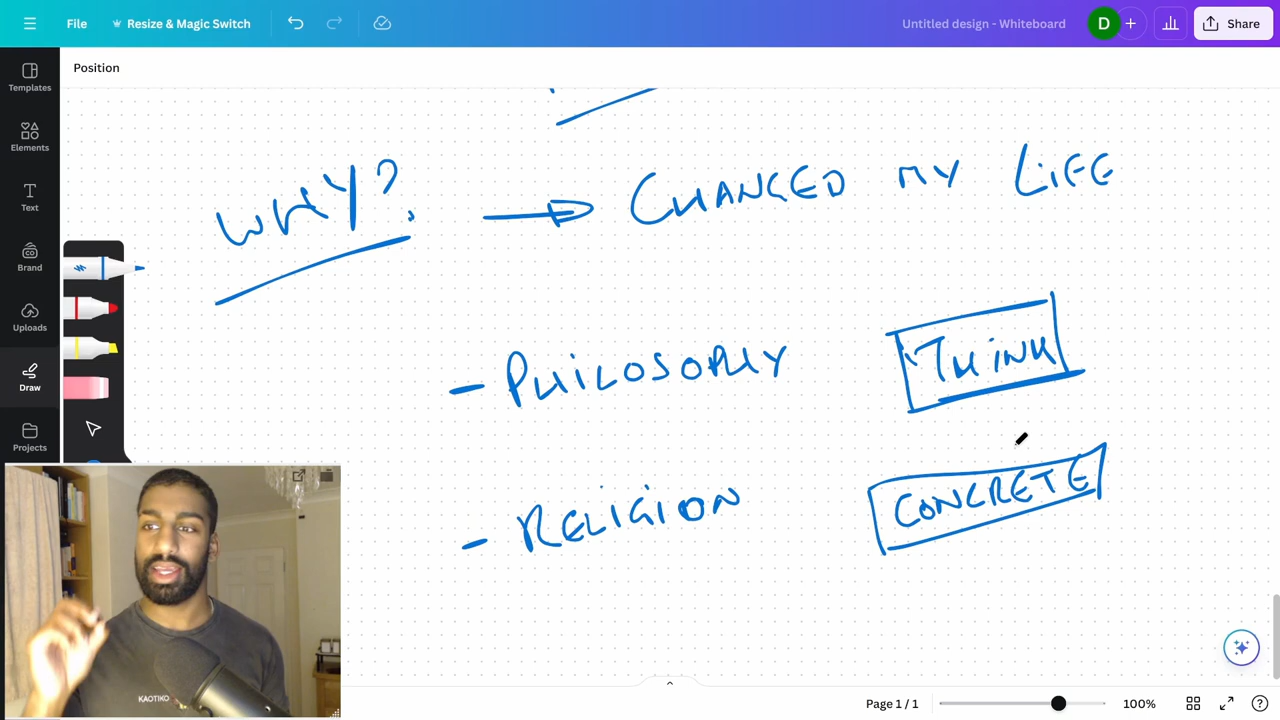 File
Resize & Magic Switch
Untitled design - Whiteboard
D
Share
Position
Templates
Elements
Text
Brand
Uploads
Draw
Projects
WHY?
CHANGED MY LIFE
- PHILOSOPHY
THINK
- RELIGION
CONCRETE
KAOTIKO
Page 1 / 1
100%